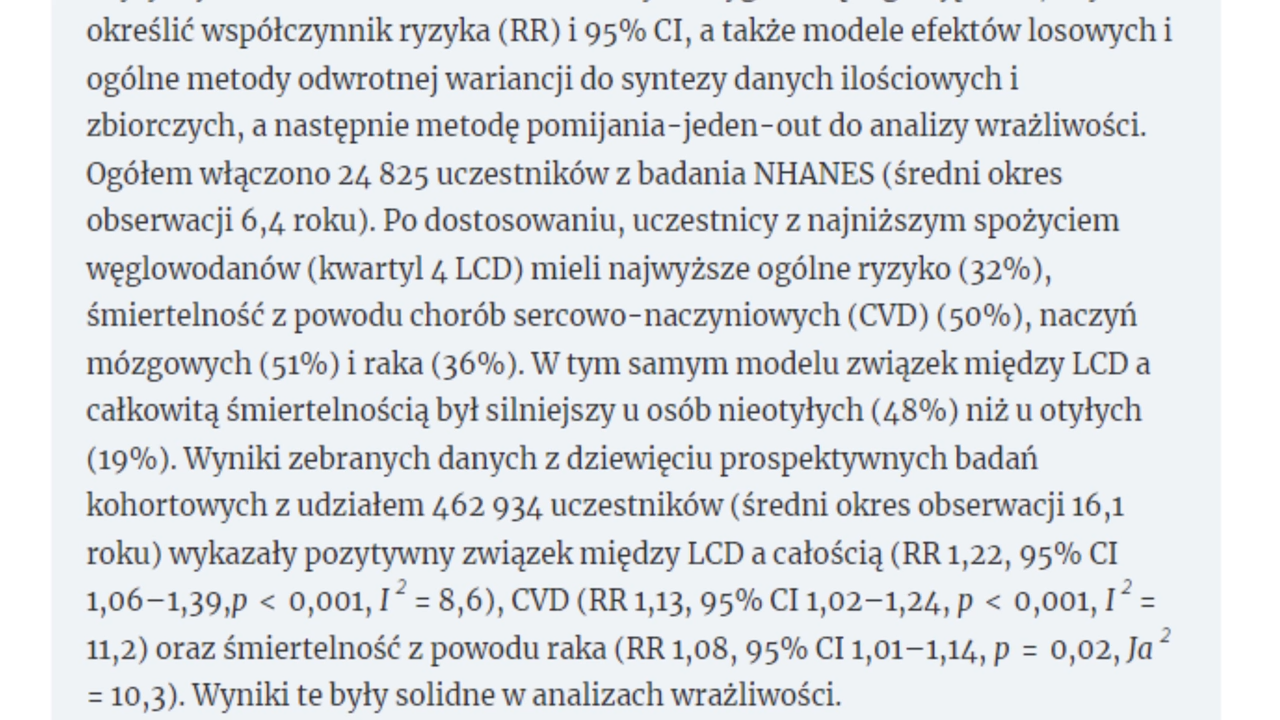 określić współczynnik ryzyka (RR) i 95% CI, a także modele efektów losowych i
ogólne metody odwrotnej wariancji do syntezy danych ilościowych i
zbiorczych, a następnie metodę pomijania-jeden-out do analizy wrażliwości.
Ogółem włączono 24 825 uczestników z badania NHANES (średni okres
obserwacji 6,4 roku). Po dostosowaniu, uczestnicy z najniższym spożyciem
węglowodanów (kwartyl 4 LCD) mieli najwyższe ogólne ryzyko (32%),
śmiertelność z powodu chorób sercowo-naczyniowych (CVD) (50%), naczyń
mózgowych (51%) i raka (36%). W tym samym modelu związek między LCD a
całkowitą śmiertelnością był silniejszy u osób nieotyłych (48%) niż u otyłych
(19%). Wyniki zebranych danych z dziewięciu prospektywnych badań
kohortowych z udziałem 462 934 uczestników (średni okres obserwacji 16,1
roku) wykazały pozytywny związek między LCD a całością (RR 1,22, 95% CI
1,06–1,39,p < 0,001, I ² = 8,6), CVD (RR 1,13, 95% CI 1,02–1,24, p < 0,001, I ² =
11,2) oraz śmiertelność z powodu raka (RR 1,08, 95% CI 1,01–1,14, p = 0,02, Ja ²
= 10,3). Wyniki te były solidne w analizach wrażliwości.